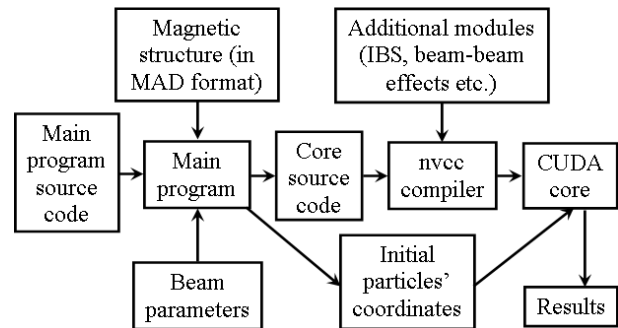 Magnetic
structure (in
MAD format)
Additional modules
(IBS, beam-beam
effects etc.)
Main
program
source
code
Main
program
Core
source
code
nvcc
compiler
CUDA
core
Beam
parameters
Initial
particles’
coordinates
Results